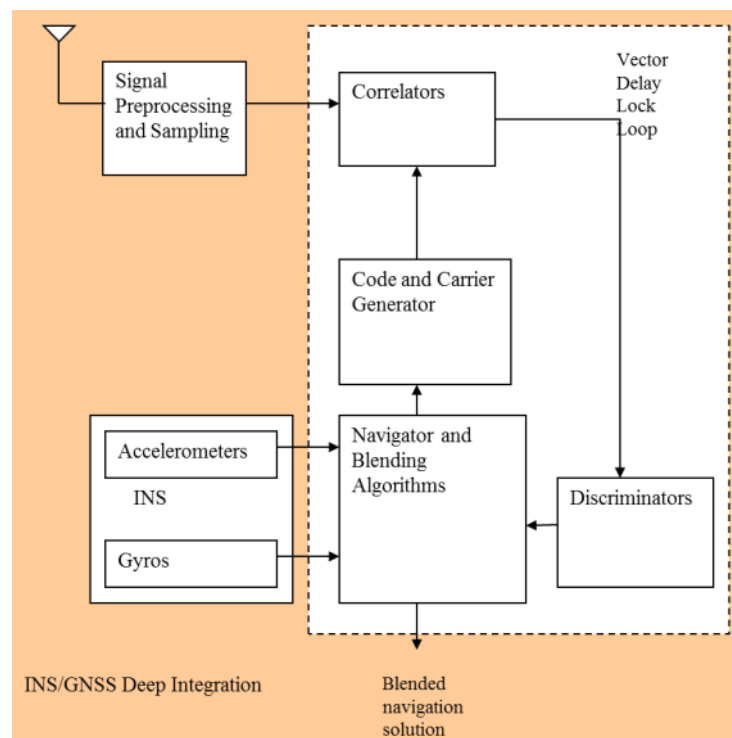 Signal
Preprocessing
and Sampling
Correlators
Vector
Delay
Lock
Loop
Code and Carrier
Generator
Accelerometers
INS
Gyros
Navigator and
Blending
Algorithms
Discriminators
INS/GNSS Deep Integration
Blended
navigation
solution